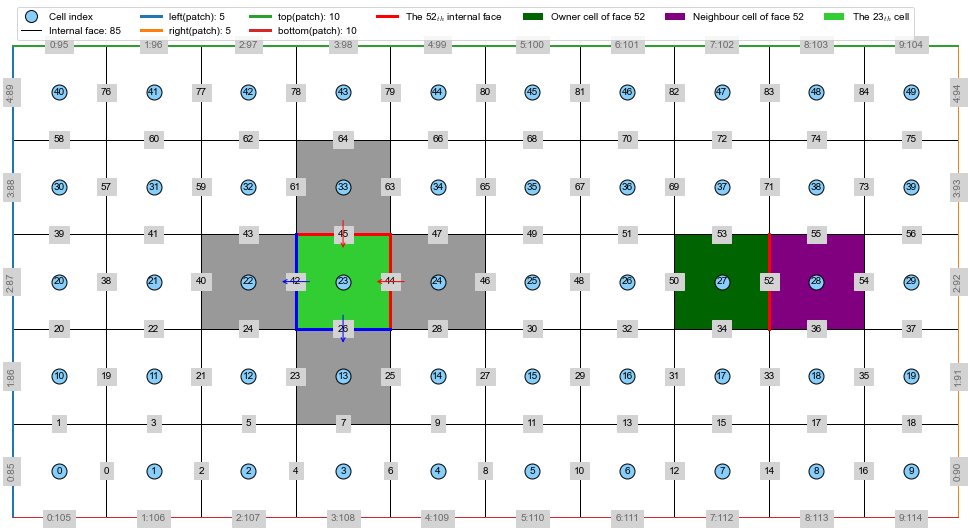 Cell index left(patch): 5 top(patch): 10 The 52th internal face Owner cell of face 52 Neighbour cell of face 52 The 23th cell
Internal face: 85 right(patch): 5 bottom(patch): 10
0:95 1:96 2:97 3:98 4:99 5:100 6:101 7:102 8:103 9:104
4:89 40 76 41 77 42 78 43 79 44 80 45 81 46 82 47 83 48 84 49 4:94
58 60 62 64 66 68 70 72 74 75
3:88 30 57 31 59 32 61 33 63 34 65 35 67 36 69 37 71 38 73 39 3:93
39 41 43 45 47 49 51 53 55 56
2:87 20 38 21 40 22 42 23 44 24 46 25 48 26 50 27 52 28 54 29 2:92
20 22 24 26 28 30 32 34 36 37
1:86 10 19 11 21 12 23 13 25 14 27 15 29 16 31 17 33 18 35 19 1:91
1 3 5 7 9 11 13 15 17 18
0:85 0 0 1 2 2 4 3 6 4 8 5 10 6 12 7 14 8 16 9 0:90
0:105 1:106 2:107 3:108 4:109 5:110 6:111 7:112 8:113 9:114